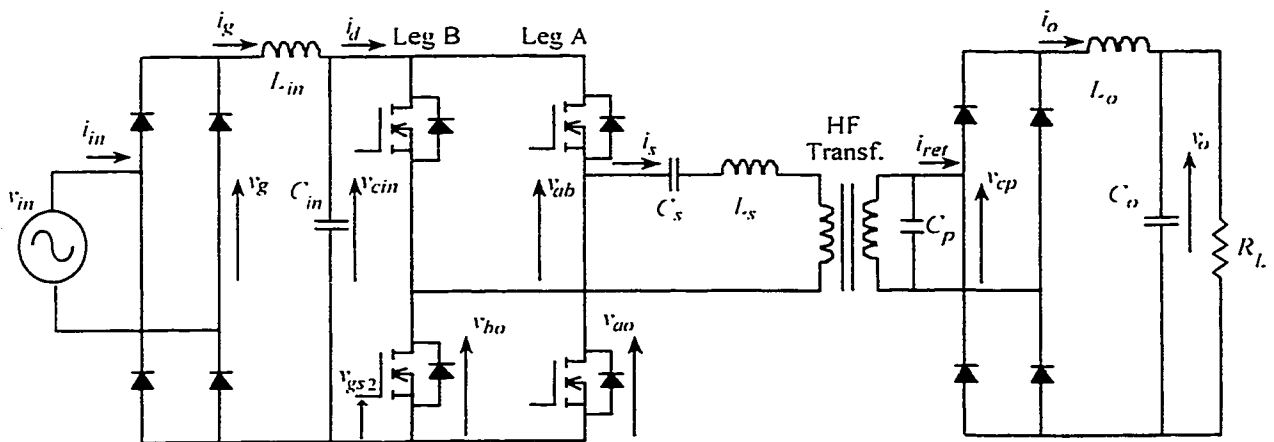 i_g
i_d
Leg B
Leg A
i_o
L_in
L_o
i_in
i_s
HF
Transf.
i_ret
v_in
v_g
C_in
v_cin
v_ab
C_s
L_s
C_p
v_cp
C_o
v_o
R_L
v_bo
v_ao
v_gs2